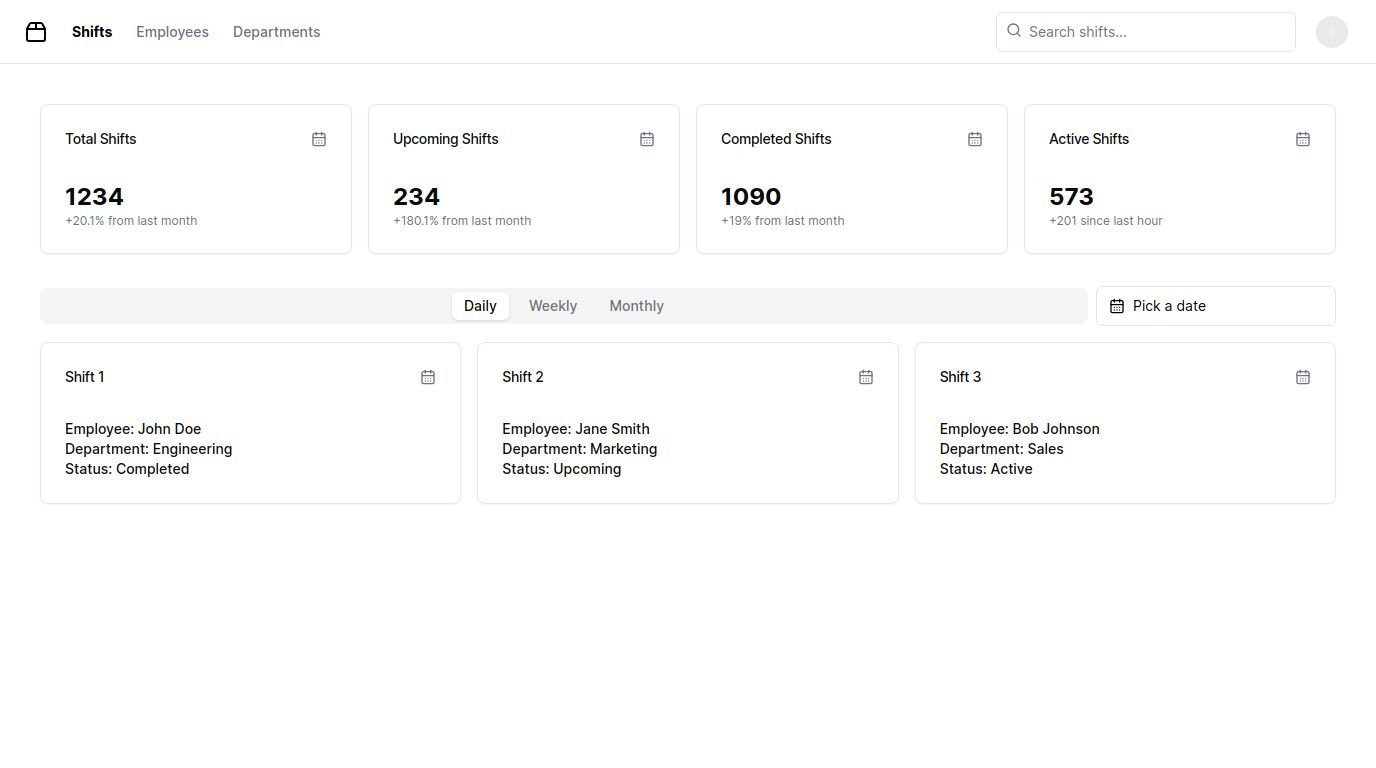 Shifts Employees Departments Search shifts...
Total Shifts Upcoming Shifts Completed Shifts Active Shifts
1234 234 1090 573
+20.1% from last month +180.1% from last month +19% from last month +201 since last hour
Daily Weekly Monthly Pick a date
Shift 1 Shift 2 Shift 3
Employee: John Doe Employee: Jane Smith Employee: Bob Johnson
Department: Engineering Department: Marketing Department: Sales
Status: Completed Status: Upcoming Status: Active